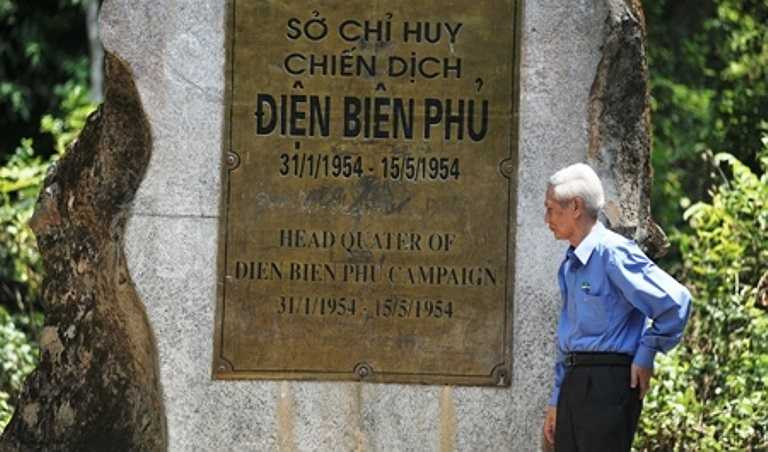 SỞ CHỈ HUY
CHIẾN DỊCH
ĐIỆN BIÊN PHỦ
31/1/1954 - 15/5/1954
HEAD QUATER OF
DIEN BIEN PHU CAMPAIGN
31/1/1954 - 15/5/1954